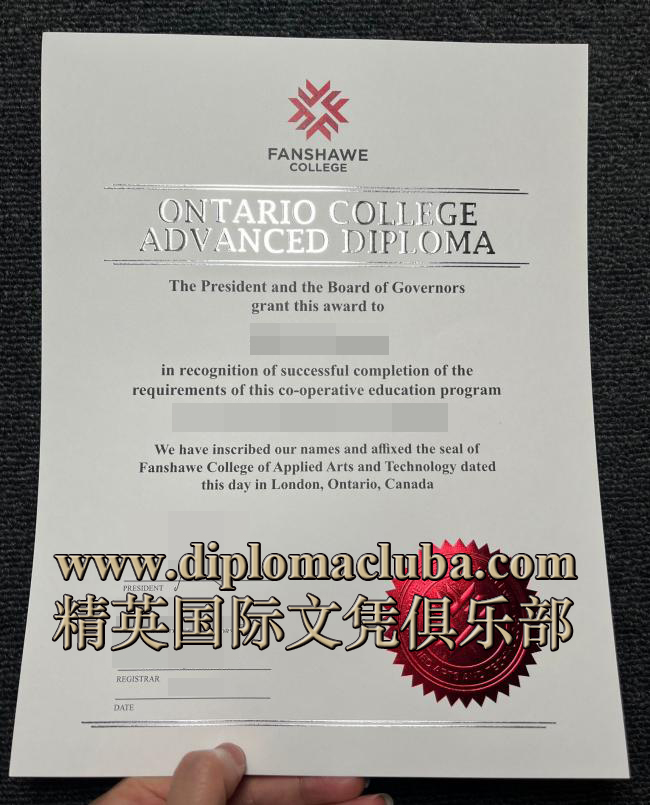 FANSHAWE
COLLEGE
ONTARIO COLLEGE
ADVANCED DIPLOMA
The President and the Board of Governors
grant this award to
in recognition of successful completion of the
requirements of this co-operative education program
We have inscribed our names and affixed the seal of
Fanshawe College of Applied Arts and Technology dated
this day in London, Ontario, Canada
www.diplomacluba.com
PRESIDENT
精英国际文凭俱乐部
REGISTRAR
DATE